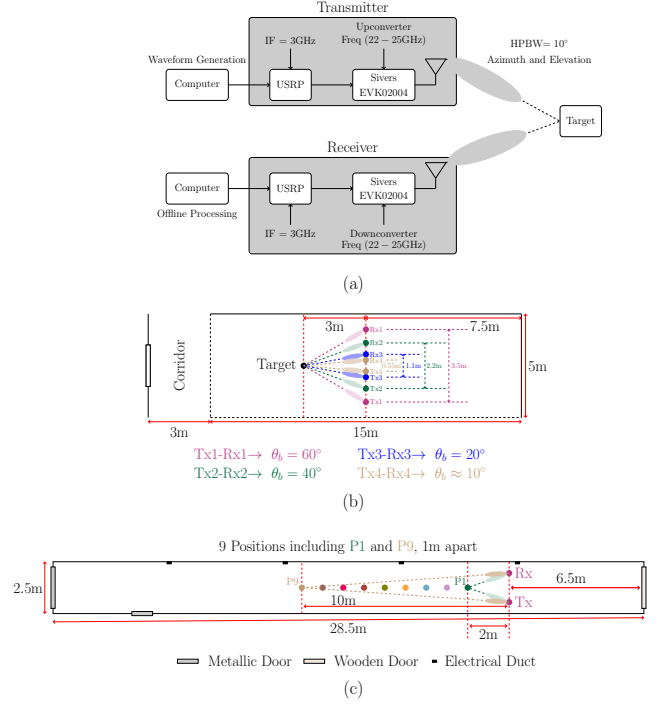 Transmitter
Upconverter
IF = 3GHz
Freq (22 − 25GHz)
HPBW= 10°
Azimuth and Elevation
Waveform Generation
Computer
USRP
Sivers
EVK02004
Target
Receiver
Computer
USRP
Sivers
EVK02004
Offline Processing
IF = 3GHz
Downconverter
Freq (22 − 25GHz)
(a)
3m
7.5m
Rx1
Rx2
Rx3
Rx4
Corridor
Target
0.55m
1.1m
2.2m
3.5m
5m
Tx4
Tx3
Tx2
Tx1
3m
15m
Tx1-Rx1→ θb = 60°
Tx3-Rx3→ θb = 20°
Tx2-Rx2→ θb = 40°
Tx4-Rx4→ θb ≈ 10°
(b)
9 Positions including P1 and P9, 1m apart
2.5m
P9
P1
Rx
6.5m
10m
Tx
28.5m
2m
Metallic Door
Wooden Door
Electrical Duct
(c)